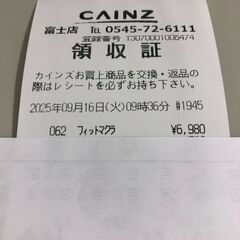 CAINZ
富士店 TEL 0545-72-6111
登録番号 T3070001008474
領収証
カインズお買上商品を交換・返品の
際はレシートを必ずお持ち下さい。
2025年09月16日(火)09時36分 #1945
062 フィットマクラ ¥6,980